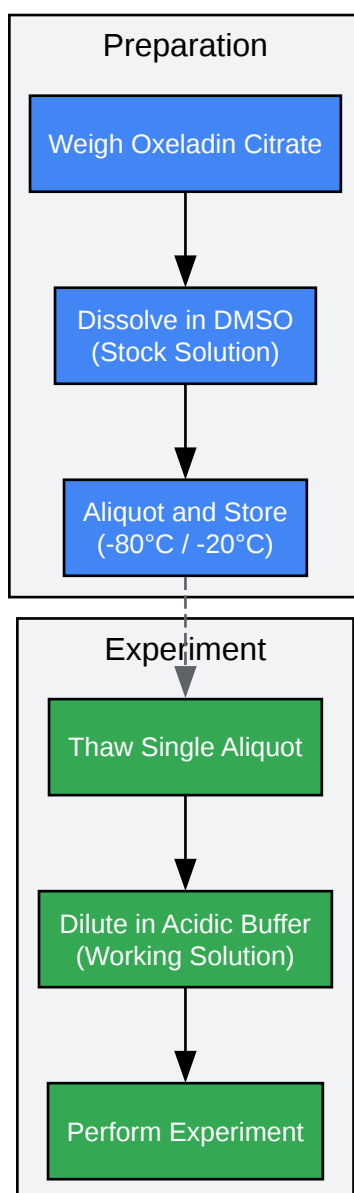 Preparation
Weigh Oxeladin Citrate
Dissolve in DMSO
(Stock Solution)
Aliquot and Store
(-80°C / -20°C)
Experiment
Thaw Single Aliquot
Dilute in Acidic Buffer
(Working Solution)
Perform Experiment